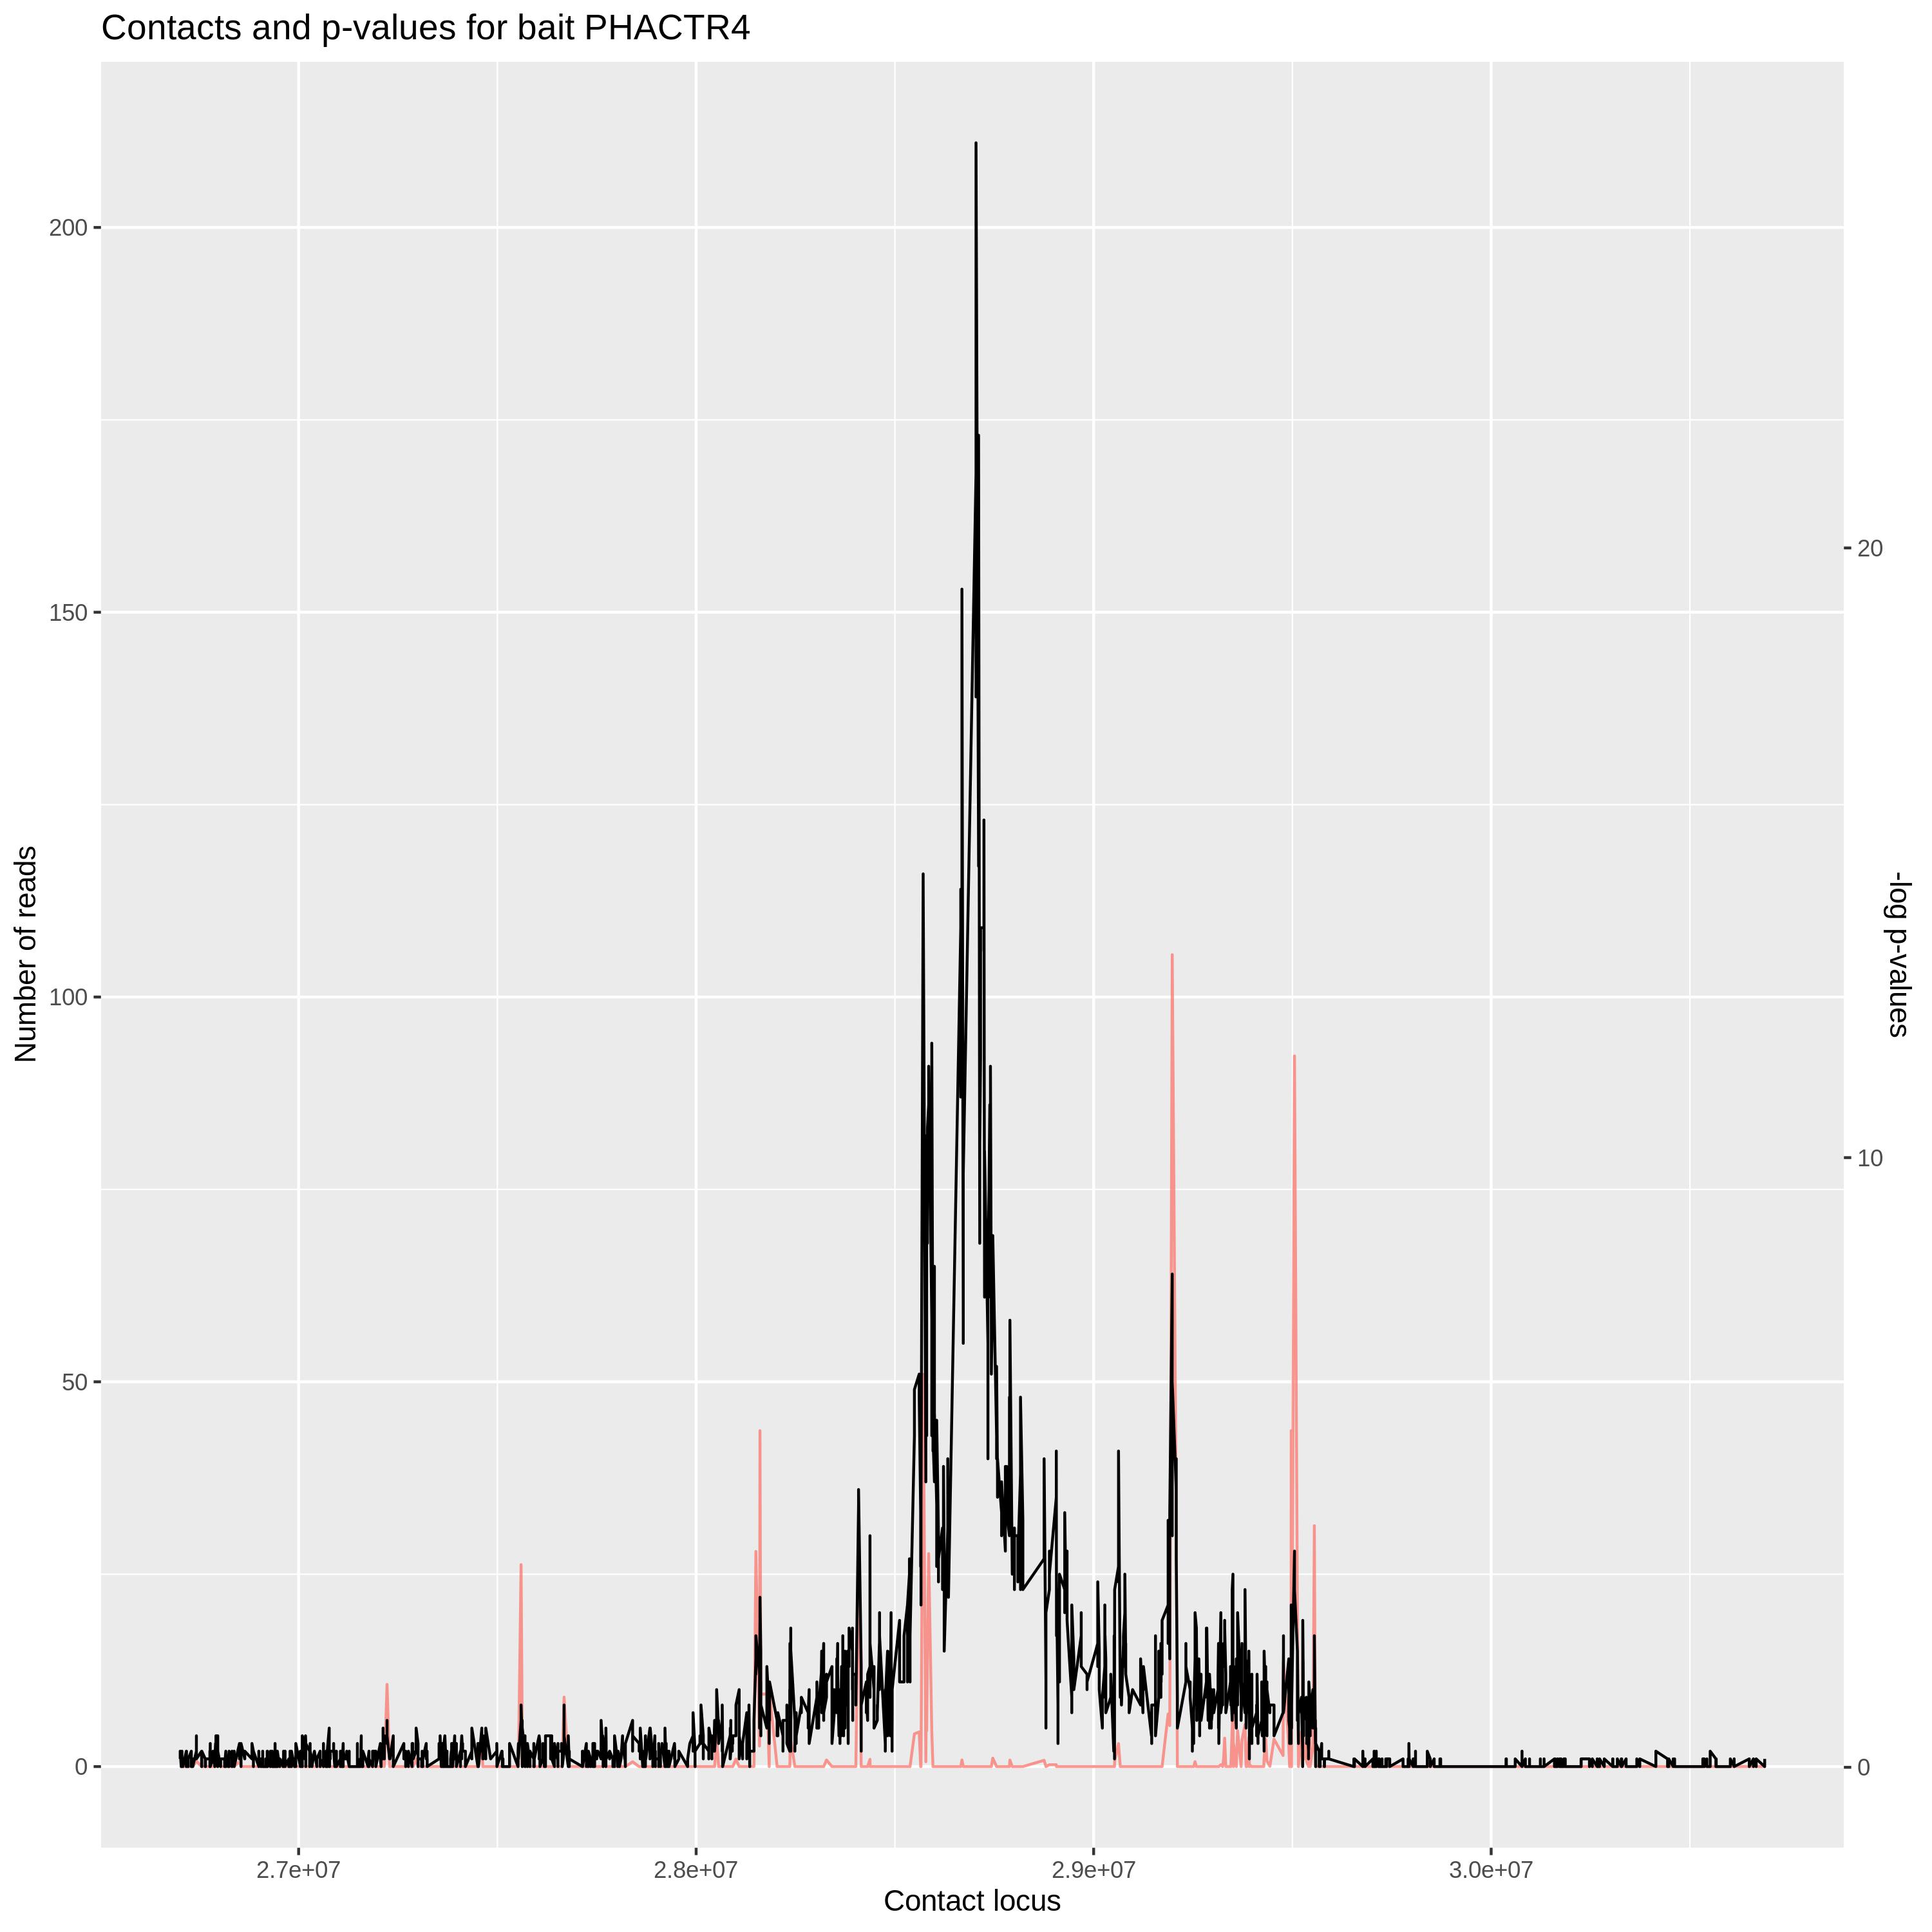 Contacts and p-values for bait PHACTR4
Number of reads
200
150
100
50
0
20
10
0
-log p-values
2.7e+07
2.8e+07
2.9e+07
3.0e+07
Contact locus